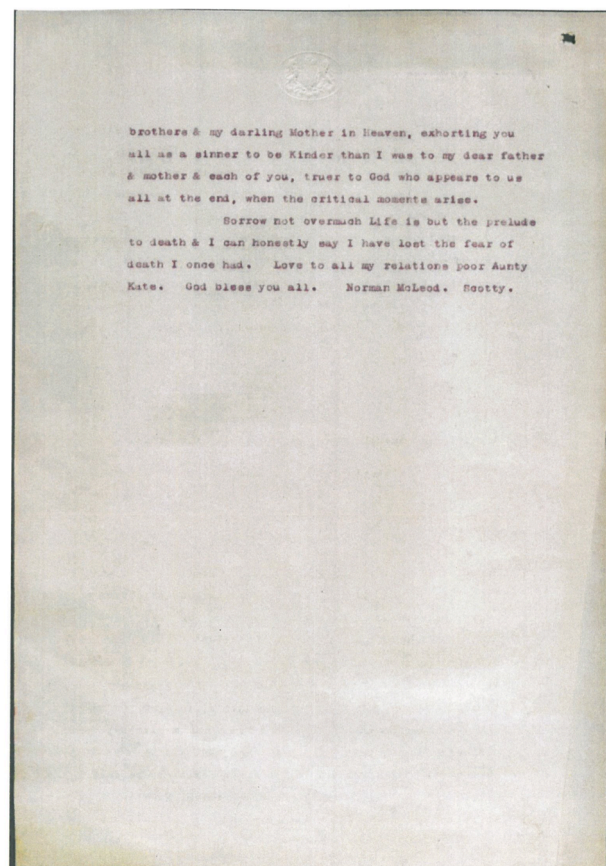 brothers & my darling Mother in Heaven, exhorting you
all as a sinner to be Kinder than I was to my dear father
& mother & each of you, truer to God who appears to us
all at the end, when the critical moments arise.
Sorrow not overmuch Life is but the prelude
to death & I can honestly say I have lost the fear of
death I once had. Love to all my relations poor Aunty
Kate. God bless you all. Norman McLeod. Scotty.